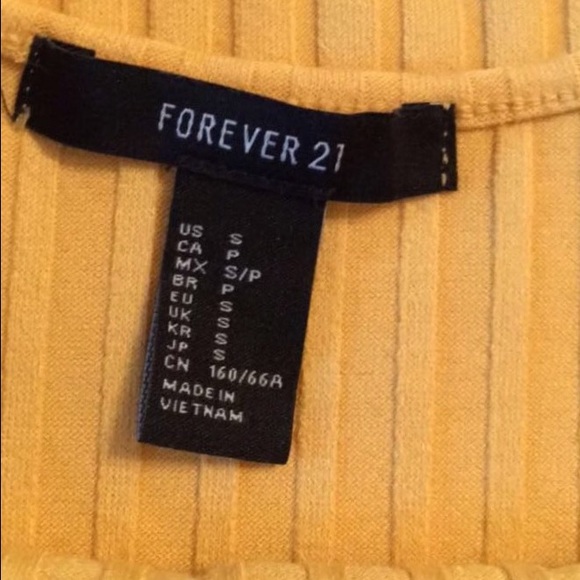 FOREVER 21
US S
CA P
MX S/P
BR P
EU S
UK S
KR S
JP S
CN 160/66A
MADE IN
VIETNAM